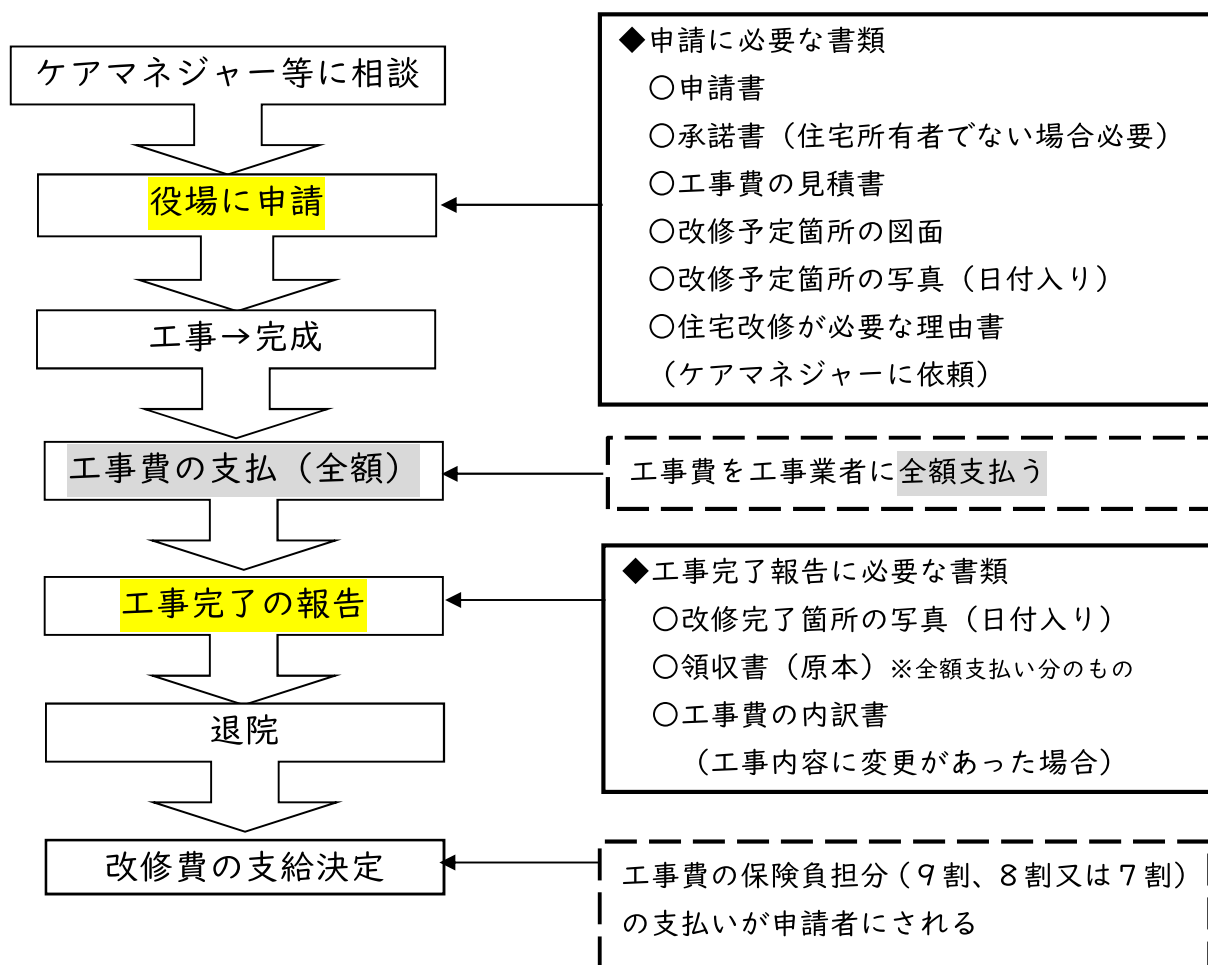 ケアマネジャー等に相談
役場に申請
工事→完成
工事費の支払（全額）
工事完了の報告
退院
改修費の支給決定
◆申請に必要な書類
○申請書
○承諾書（住宅所有者でない場合必要）
○工事費の見積書
○改修予定箇所の図面
○改修予定箇所の写真（日付入り）
○住宅改修が必要な理由書
（ケアマネジャーに依頼）
工事費を工事業者に全額支払う
◆工事完了報告に必要な書類
○改修完了箇所の写真（日付入り）
○領収書（原本）※全額支払い分のもの
○工事費の内訳書
（工事内容に変更があった場合）
工事費の保険負担分（９割、８割又は７割）
の支払いが申請者にされる